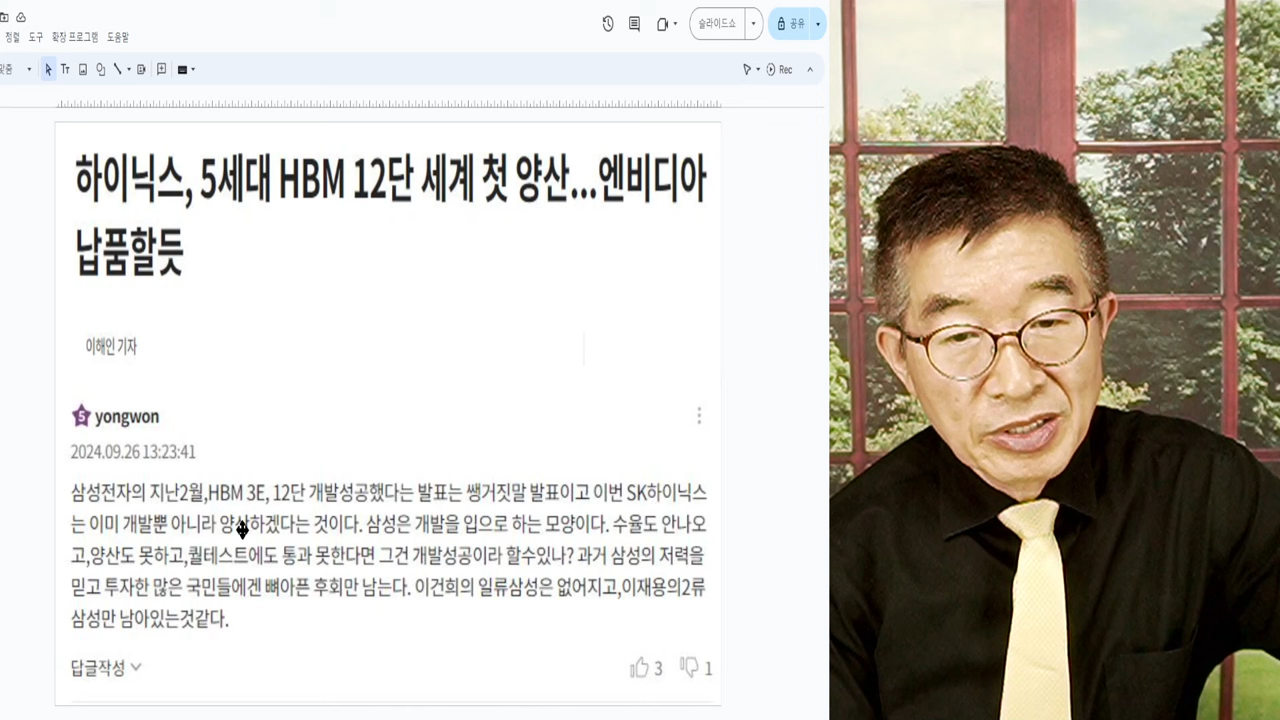 정렬 도구 확장 프로그램 도움말
슬라이드쇼
공유
Rec
하이닉스, 5세대 HBM 12단 세계 첫 양산...엔비디아
납품할듯
이해인 기자
5 yongwon
2024.09.26 13:23:41
삼성전자의 지난2월,HBM 3E, 12단 개발성공했다는 발표는 쌩거짓말 발표이고 이번 SK하이닉스
는 이미 개발뿐 아니라 양산하겠다는 것이다. 삼성은 개발을 입으로 하는 모양이다. 수율도 안나오
고,양산도 못하고,퀄테스트에도 통과 못한다면 그건 개발성공이라 할수있나? 과거 삼성의 저력을
믿고 투자한 많은 국민들에겐 뼈아픈 후회만 남는다. 이건희의 일류삼성은 없어지고,이재용의2류
삼성만 남아있는것같다.
답글작성
3
1